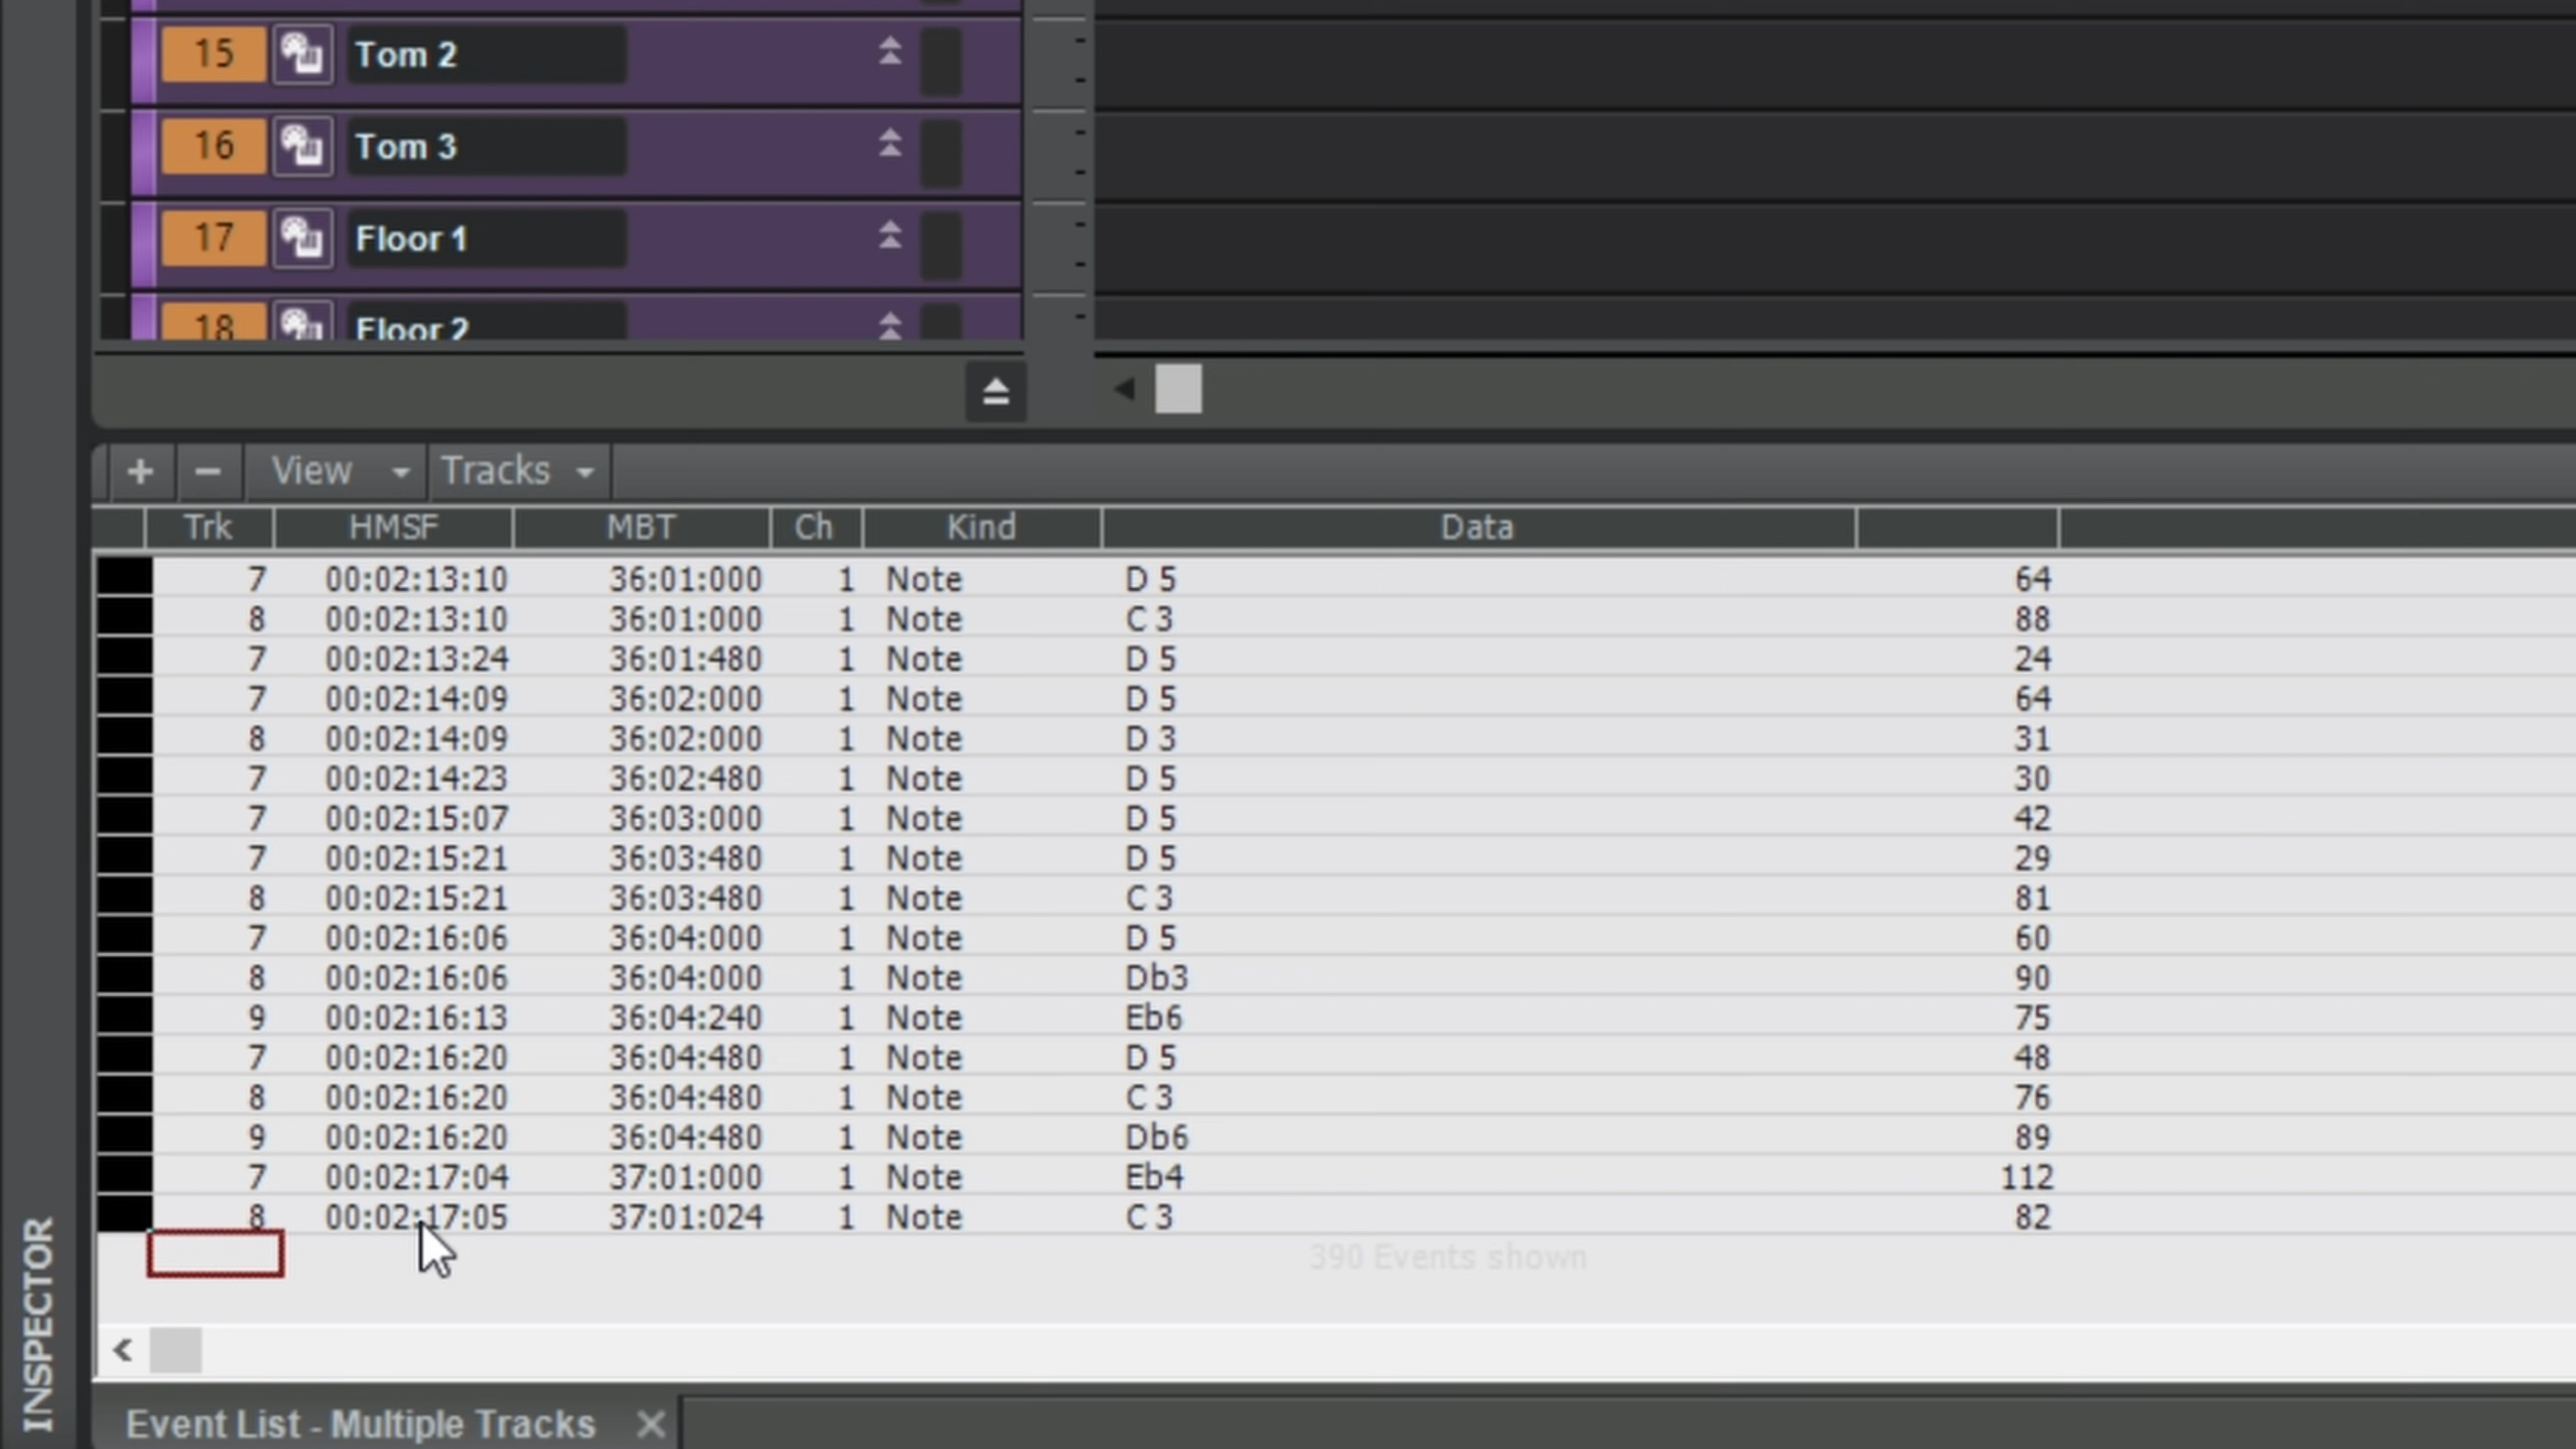 15 Tom 2
16 Tom 3
17 Floor 1
18 Floor 2
+ − View Tracks
Trk HMSF MBT Ch Kind Data
7 00:02:13:10 36:01:000 1 Note D 5 64
8 00:02:13:10 36:01:000 1 Note C 3 88
7 00:02:13:24 36:01:480 1 Note D 5 24
7 00:02:14:09 36:02:000 1 Note D 5 64
8 00:02:14:09 36:02:000 1 Note D 3 31
7 00:02:14:23 36:02:480 1 Note D 5 30
7 00:02:15:07 36:03:000 1 Note D 5 42
7 00:02:15:21 36:03:480 1 Note D 5 29
8 00:02:15:21 36:03:480 1 Note C 3 81
7 00:02:16:06 36:04:000 1 Note D 5 60
8 00:02:16:06 36:04:000 1 Note Db3 90
9 00:02:16:13 36:04:240 1 Note Eb6 75
7 00:02:16:20 36:04:480 1 Note D 5 48
8 00:02:16:20 36:04:480 1 Note C 3 76
9 00:02:16:20 36:04:480 1 Note Db6 89
7 00:02:17:04 37:01:000 1 Note Eb4 112
8 00:02:17:05 37:01:024 1 Note C 3 82
390 Events shown
INSPECTOR
Event List - Multiple Tracks